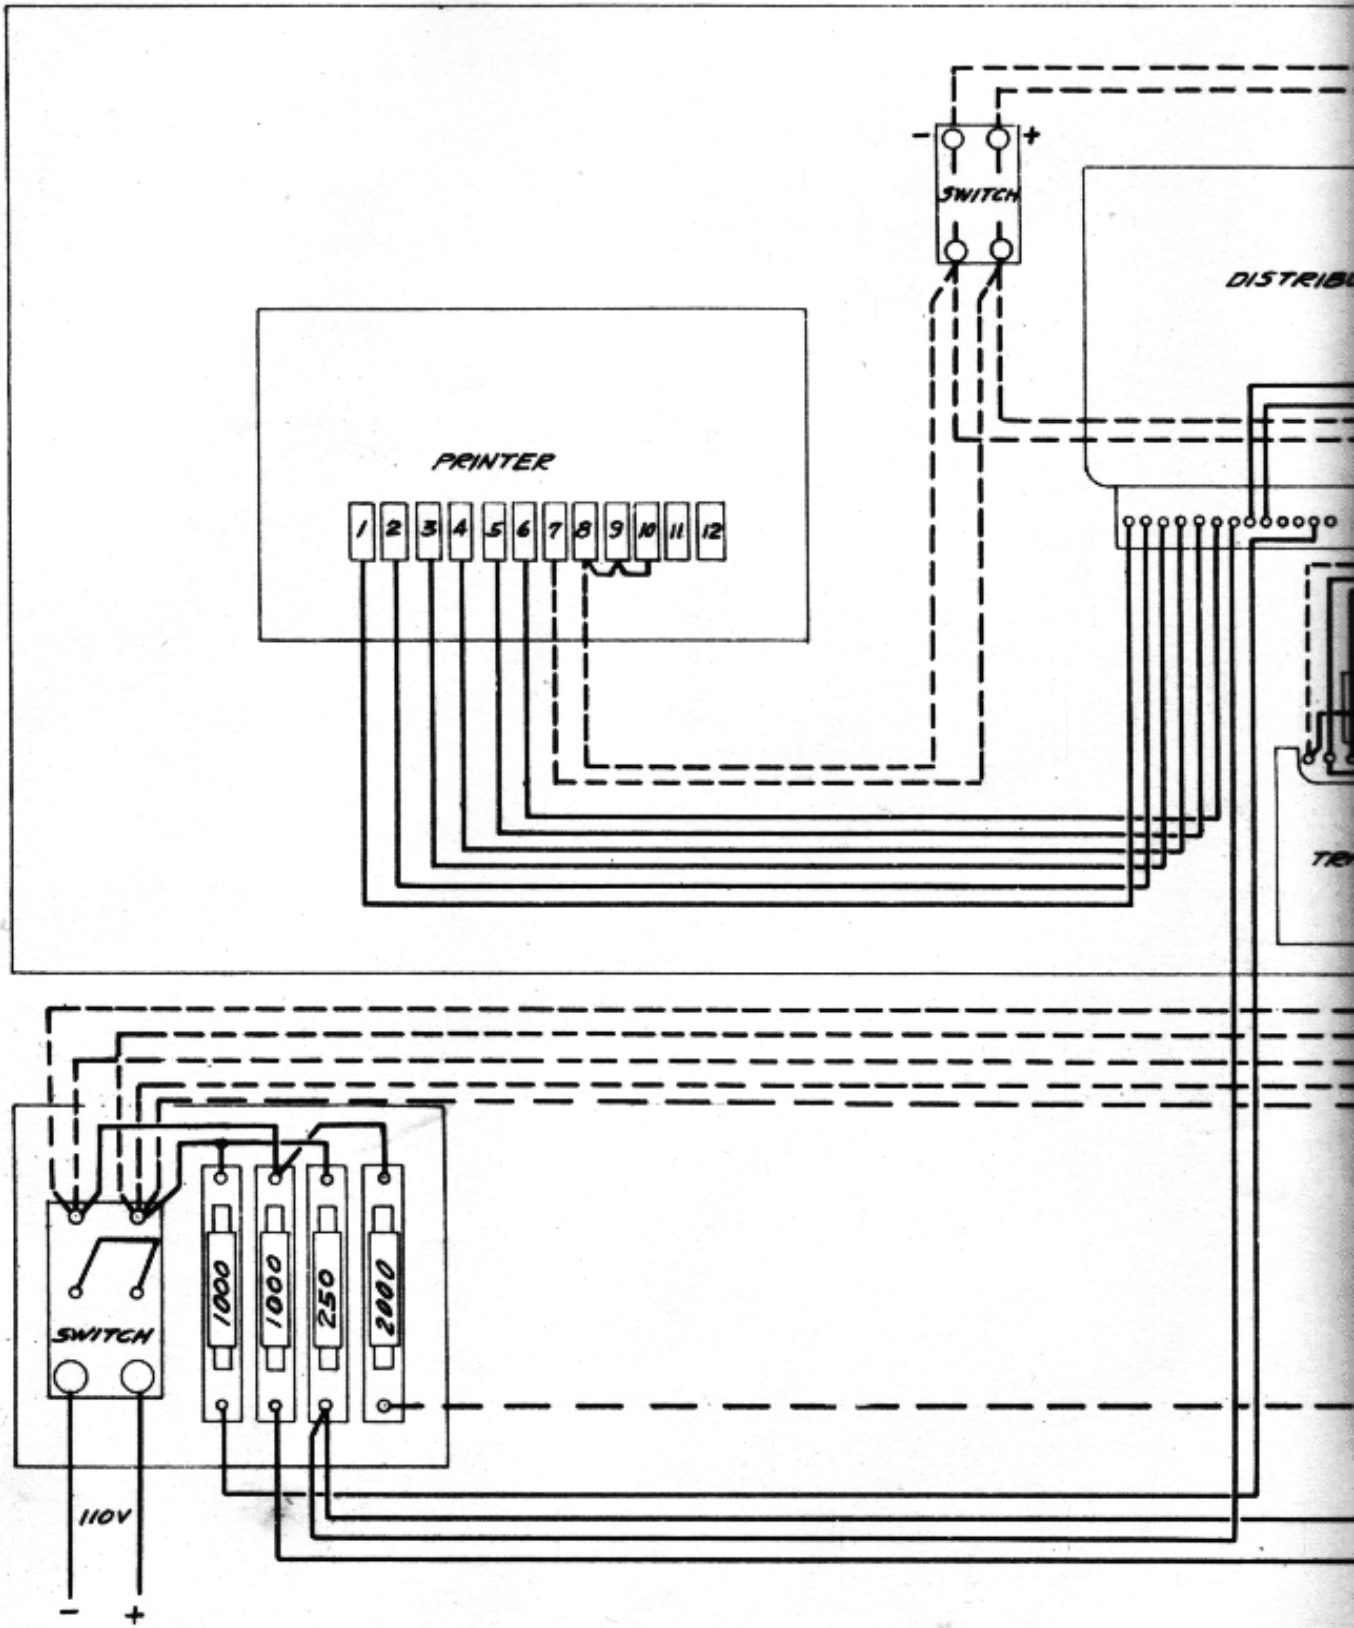 - +
SWITCH
DISTRIBU
PRINTER
1 2 3 4 5 6 7 8 9 10 11 12
TR
1000 1000 250 2000
SWITCH
110V
- +